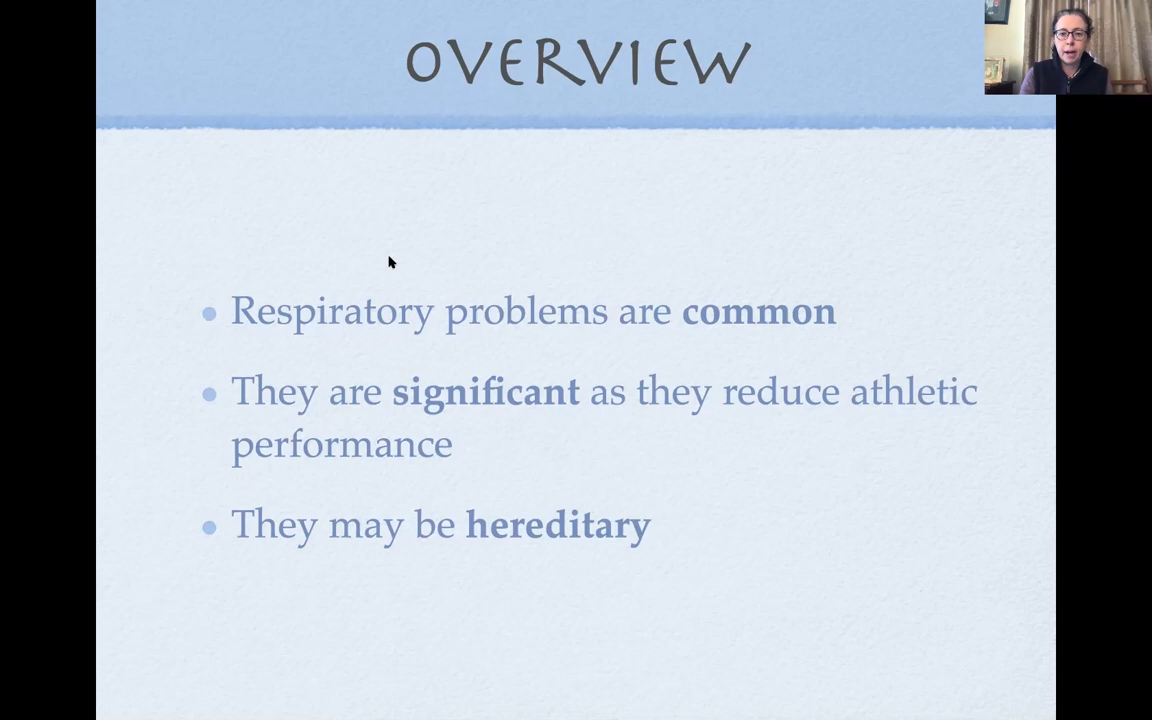 OVERVIEW
• Respiratory problems are common
• They are significant as they reduce athletic
performance
• They may be hereditary